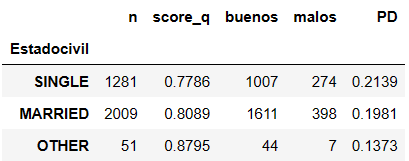 n score_q buenos malos PD
Estadocivil
SINGLE 1281 0.7786 1007 274 0.2139
MARRIED 2009 0.8089 1611 398 0.1981
OTHER 51 0.8795 44 7 0.1373